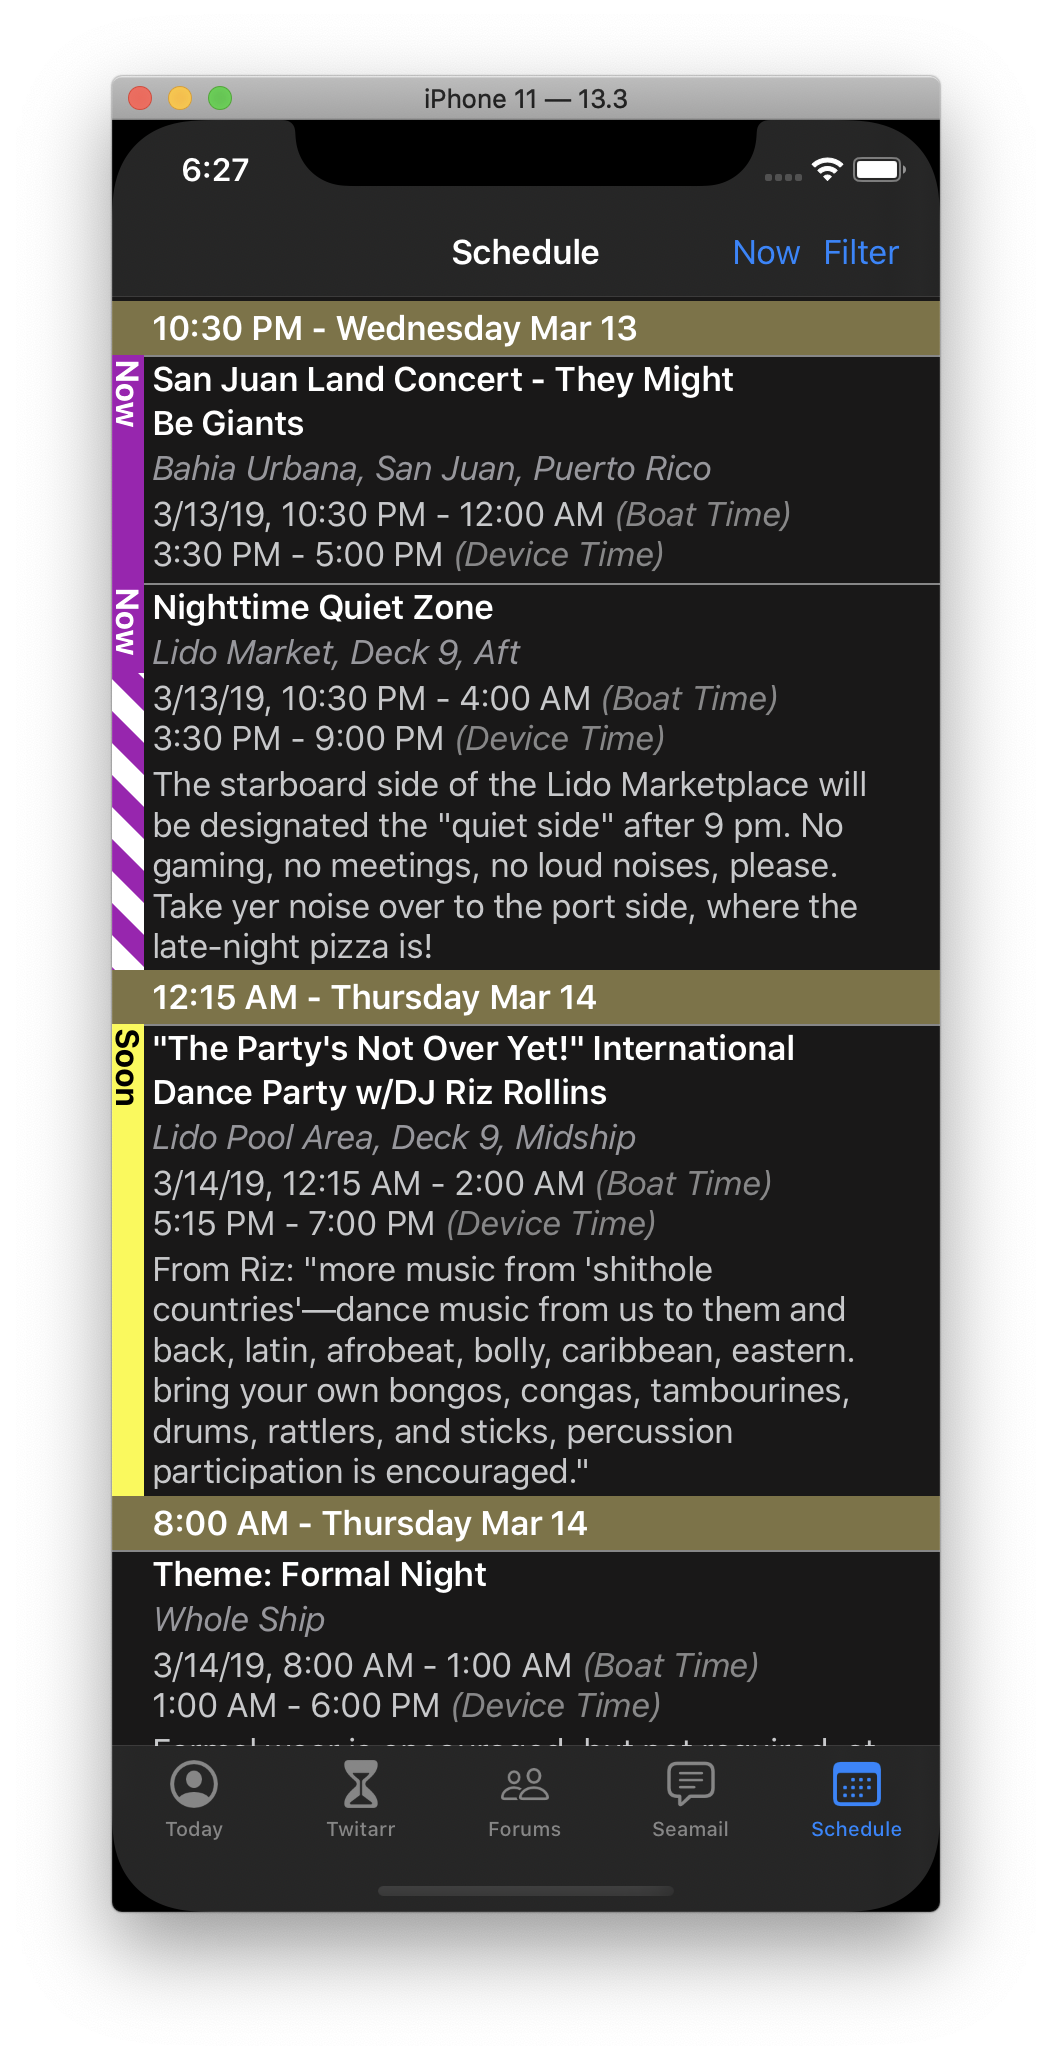 iPhone 11 — 13.3
6:27
Schedule
Now
Filter
10:30 PM - Wednesday Mar 13
Now
San Juan Land Concert - They Might
Be Giants
Bahia Urbana, San Juan, Puerto Rico
3/13/19, 10:30 PM - 12:00 AM (Boat Time)
3:30 PM - 5:00 PM (Device Time)
Now
Nighttime Quiet Zone
Lido Market, Deck 9, Aft
3/13/19, 10:30 PM - 4:00 AM (Boat Time)
3:30 PM - 9:00 PM (Device Time)
The starboard side of the Lido Marketplace will
be designated the "quiet side" after 9 pm. No
gaming, no meetings, no loud noises, please.
Take yer noise over to the port side, where the
late-night pizza is!
12:15 AM - Thursday Mar 14
Soon
"The Party's Not Over Yet!" International
Dance Party w/DJ Riz Rollins
Lido Pool Area, Deck 9, Midship
3/14/19, 12:15 AM - 2:00 AM (Boat Time)
5:15 PM - 7:00 PM (Device Time)
From Riz: "more music from 'shithole
countries'—dance music from us to them and
back, latin, afrobeat, bolly, caribbean, eastern.
bring your own bongos, congas, tambourines,
drums, rattlers, and sticks, percussion
participation is encouraged."
8:00 AM - Thursday Mar 14
Theme: Formal Night
Whole Ship
3/14/19, 8:00 AM - 1:00 AM (Boat Time)
1:00 AM - 6:00 PM (Device Time)
Formal wear is encouraged, but not required, at
Today
Twitarr
Forums
Seamail
Schedule